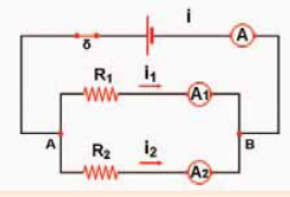 i
δ A
R₁ i₁ A₁
A B
R₂ i₂ A₂